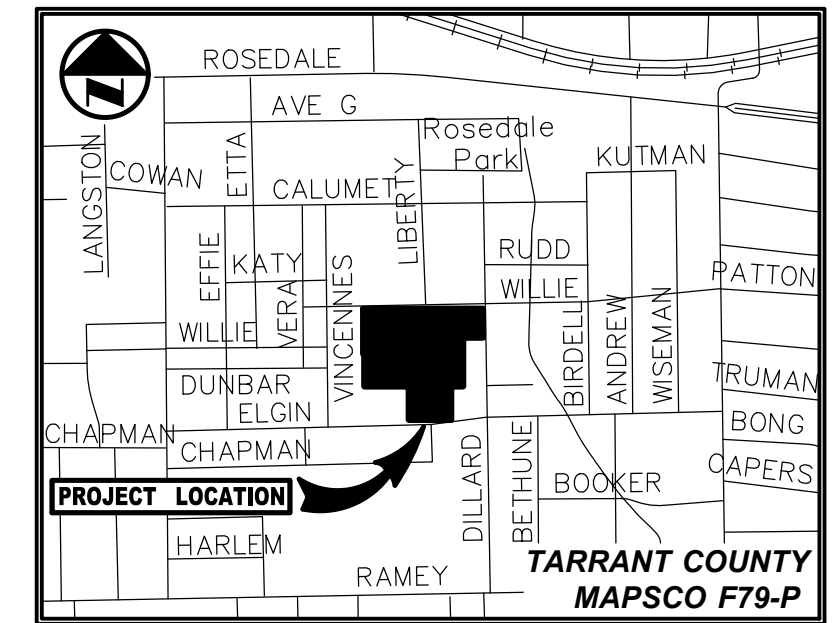 N
ROSEDALE
AVE G
Rosedale
Park
KUTMAN
LANGSTON
COWAN
ETTA
CALUMET
LIBERTY
EFFIE
KATY
VERA
VINCENNES
RUDD
WILLIE
PATTON
WILLIE
BIRDELL
ANDREW
WISEMAN
DUNBAR
ELGIN
TRUMAN
CHAPMAN
CHAPMAN
BONG
CAPERS
DILLARD
BETHUNE
BOOKER
PROJECT LOCATION
HARLEM
RAMEY
TARRANT COUNTY
MAPSCO F79-P